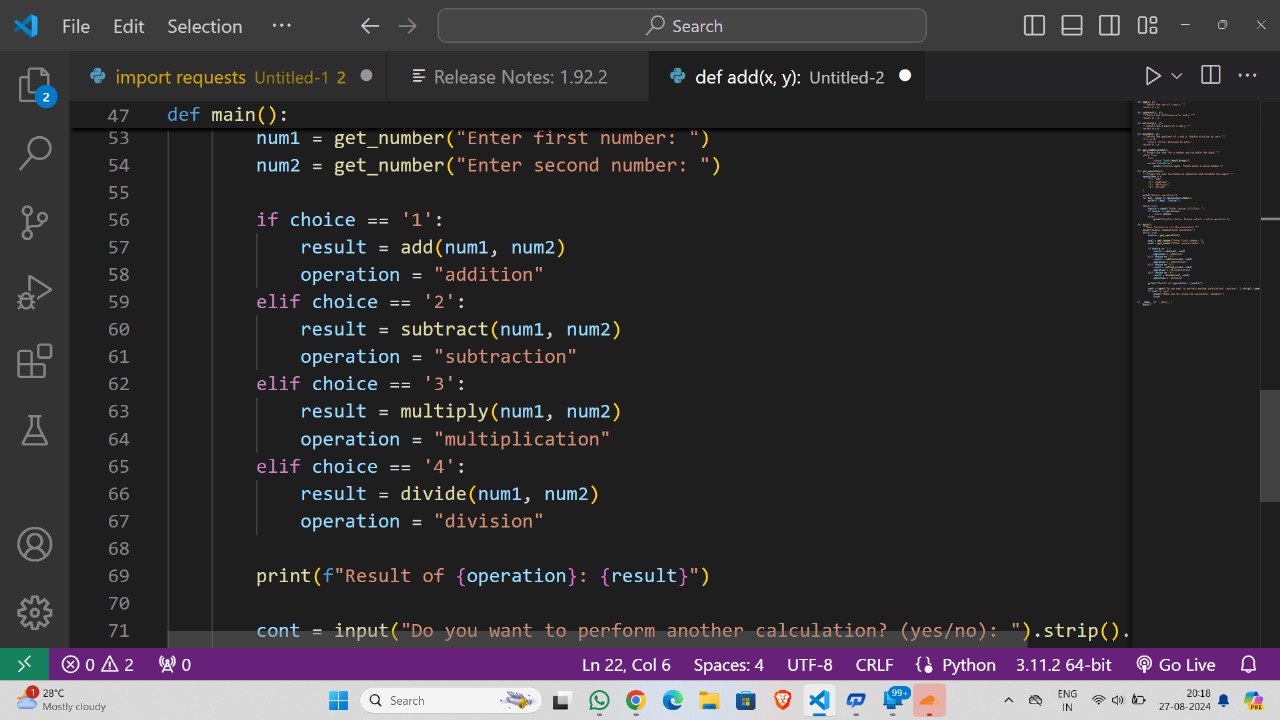 File Edit Selection ··· Search
2
import requests Untitled-1 2
Release Notes: 1.92.2
def add(x, y): Untitled-2
47 def main():
53 num1 = get_number("Enter first number: ")
54 num2 = get_number("Enter second number: ")
55
56 if choice == '1':
57 result = add(num1, num2)
58 operation = "addition"
59 elif choice == '2':
60 result = subtract(num1, num2)
61 operation = "subtraction"
62 elif choice == '3':
63 result = multiply(num1, num2)
64 operation = "multiplication"
65 elif choice == '4':
66 result = divide(num1, num2)
67 operation = "division"
68
69 print(f"Result of {operation}: {result}")
70
71 cont = input("Do you want to perform another calculation? (yes/no): ").strip().
0 2 0 Ln 22, Col 6 Spaces: 4 UTF-8 CRLF Python 3.11.2 64-bit Go Live
1 28°C
Mostly cloudy
Search
99+
PRE
ENG
IN
20:18
27-08-2024